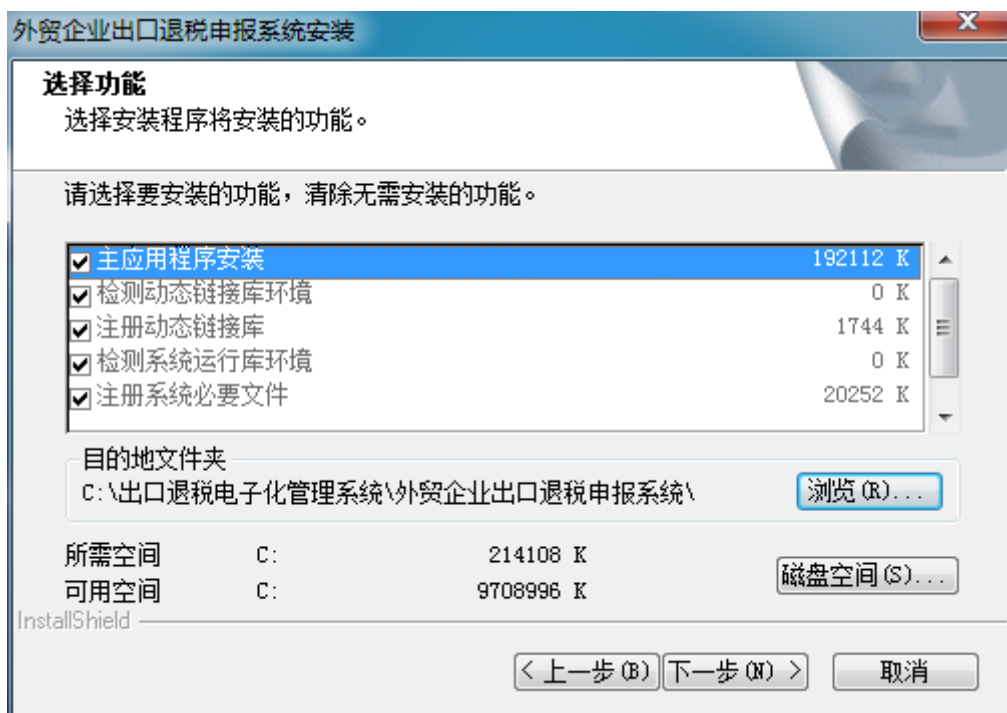 外贸企业出口退税申报系统安装
选择功能
选择安装程序将安装的功能。
请选择要安装的功能，清除无需安装的功能。
主应用程序安装 192112 K
检测动态链接库环境 0 K
注册动态链接库 1744 K
检测系统运行库环境 0 K
注册系统必要文件 20252 K
目的地文件夹
C:\出口退税电子化管理系统\外贸企业出口退税申报系统\ 浏览(R)...
所需空间 C: 214108 K
磁盘空间(S)...
可用空间 C: 9708996 K
InstallShield
< 上一步(B) 下一步(N) > 取消